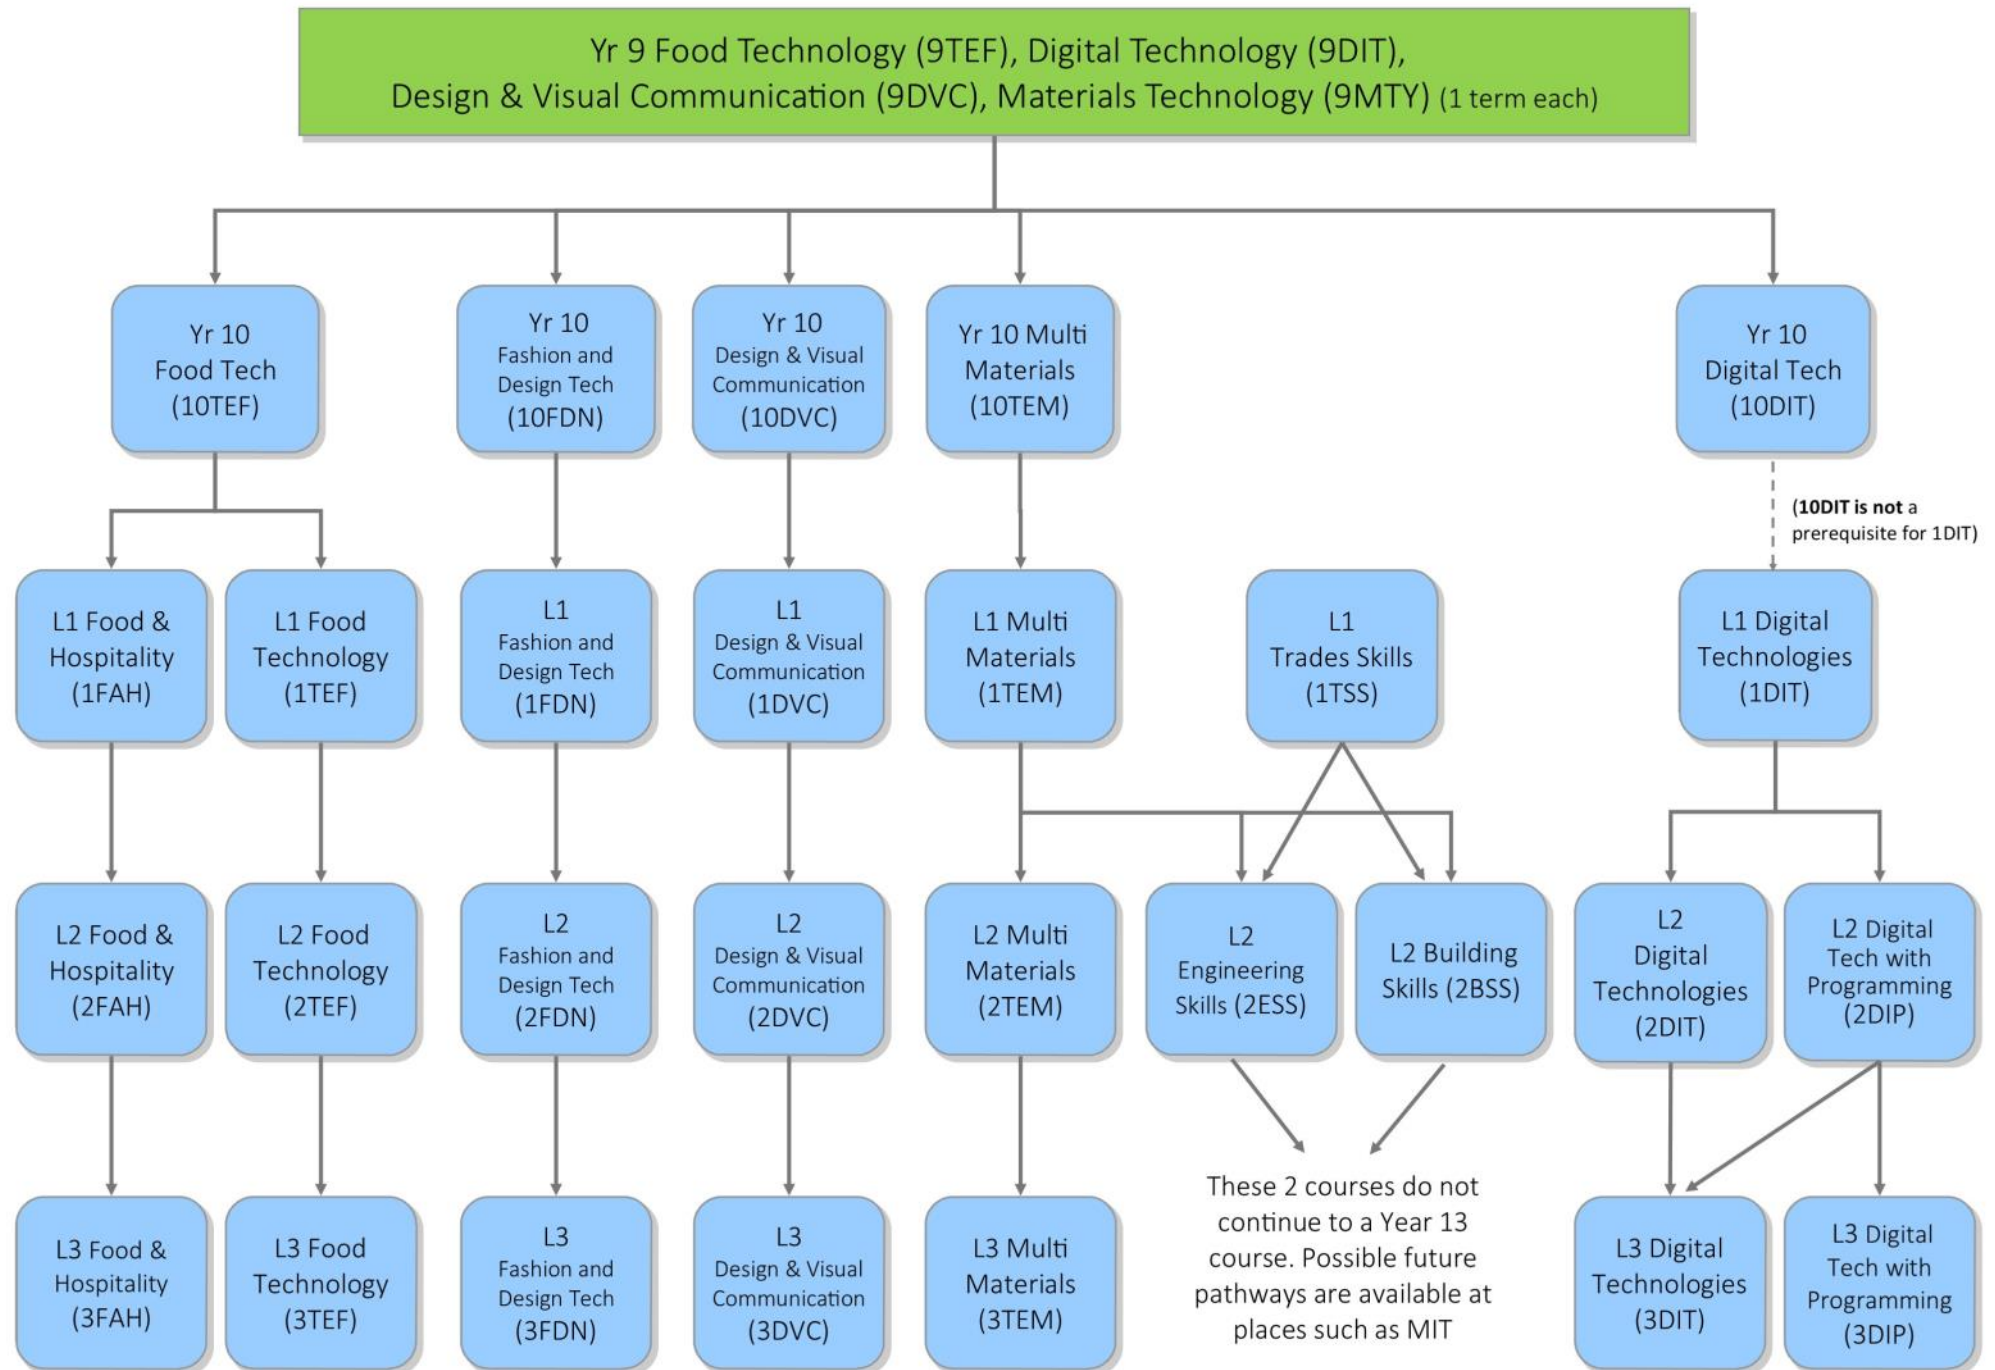 Yr 9 Food Technology (9TEF), Digital Technology (9DIT),
Design & Visual Communication (9DVC), Materials Technology (9MTY) (1 term each)
Yr 10
Food Tech
(10TEF)
Yr 10
Fashion and
Design Tech
(10FDN)
Yr 10
Design & Visual
Communication
(10DVC)
Yr 10 Multi
Materials
(10TEM)
Yr 10
Digital Tech
(10DIT)
(10DIT is not a
prerequisite for 1DIT)
L1 Food &
Hospitality
(1FAH)
L1 Food
Technology
(1TEF)
L1
Fashion and
Design Tech
(1FDN)
L1
Design & Visual
Communication
(1DVC)
L1 Multi
Materials
(1TEM)
L1
Trades Skills
(1TSS)
L1 Digital
Technologies
(1DIT)
L2 Food &
Hospitality
(2FAH)
L2 Food
Technology
(2TEF)
L2
Fashion and
Design Tech
(2FDN)
L2
Design & Visual
Communication
(2DVC)
L2 Multi
Materials
(2TEM)
L2
Engineering
Skills (2ESS)
L2 Building
Skills (2BSS)
L2
Digital
Technologies
(2DIT)
L2 Digital
Tech with
Programming
(2DIP)
L3 Food &
Hospitality
(3FAH)
L3 Food
Technology
(3TEF)
L3
Fashion and
Design Tech
(3FDN)
L3
Design & Visual
Communication
(3DVC)
L3 Multi
Materials
(3TEM)
These 2 courses do not
continue to a Year 13
course. Possible future
pathways are available at
places such as MIT
L3 Digital
Technologies
(3DIT)
L3 Digital
Tech with
Programming
(3DIP)